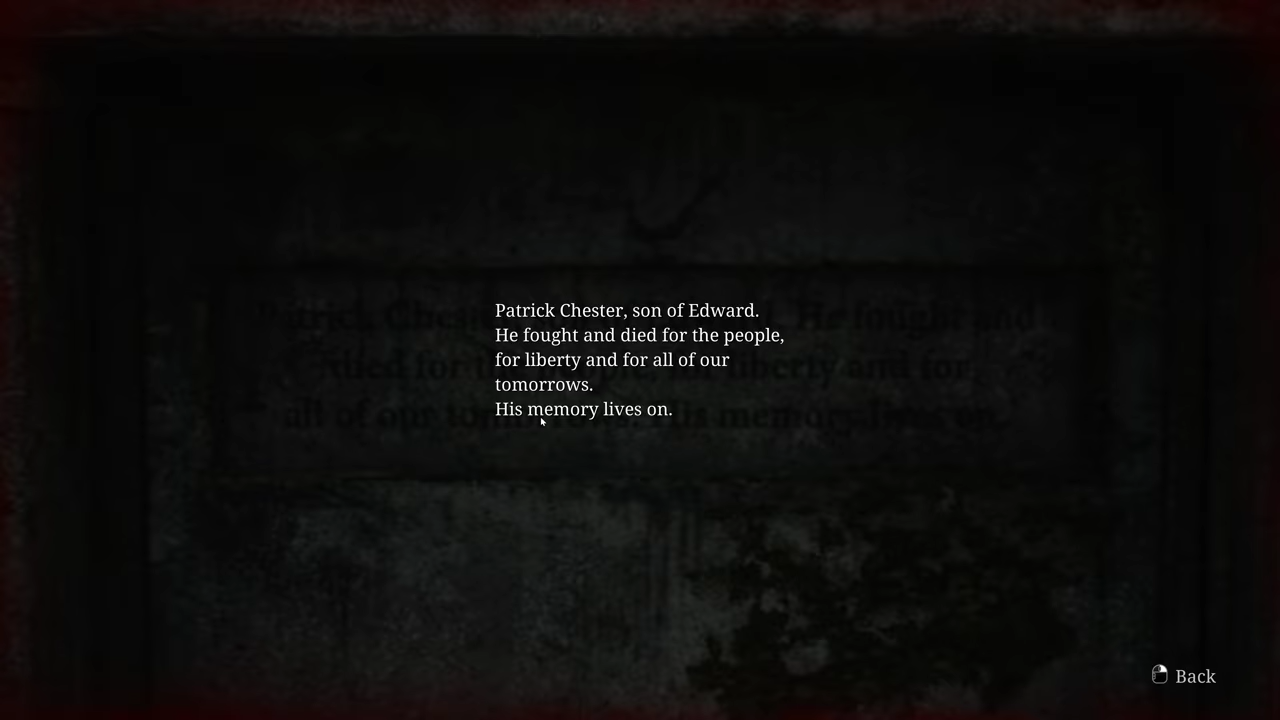 Patrick Chester, son of Edward.
He fought and died for the people,
for liberty and for all of our
tomorrows.
His memory lives on.
Back